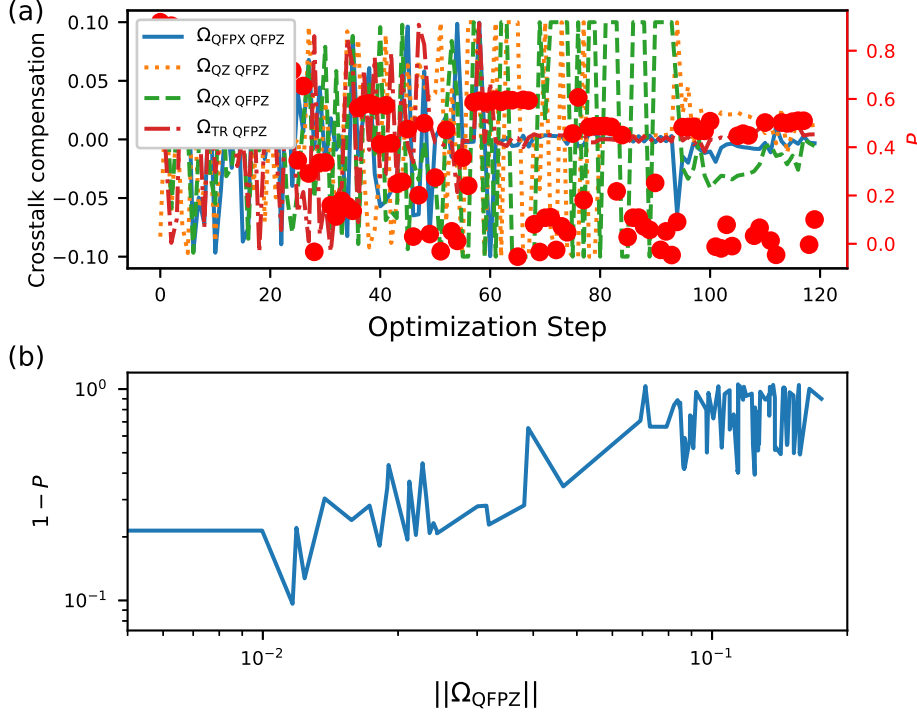 (a)
0.10
0.05
0.00
−0.05
−0.10
Crosstalk compensation
Ω_QFPX QFPZ
Ω_QZ QFPZ
Ω_QX QFPZ
Ω_TR QFPZ
0.8
0.6
0.4
0.2
0.0
P
0 20 40 60 80 100 120
Optimization Step
(b)
10⁰
10⁻¹
1 − P
10⁻² 10⁻¹
||Ω_QFPZ||